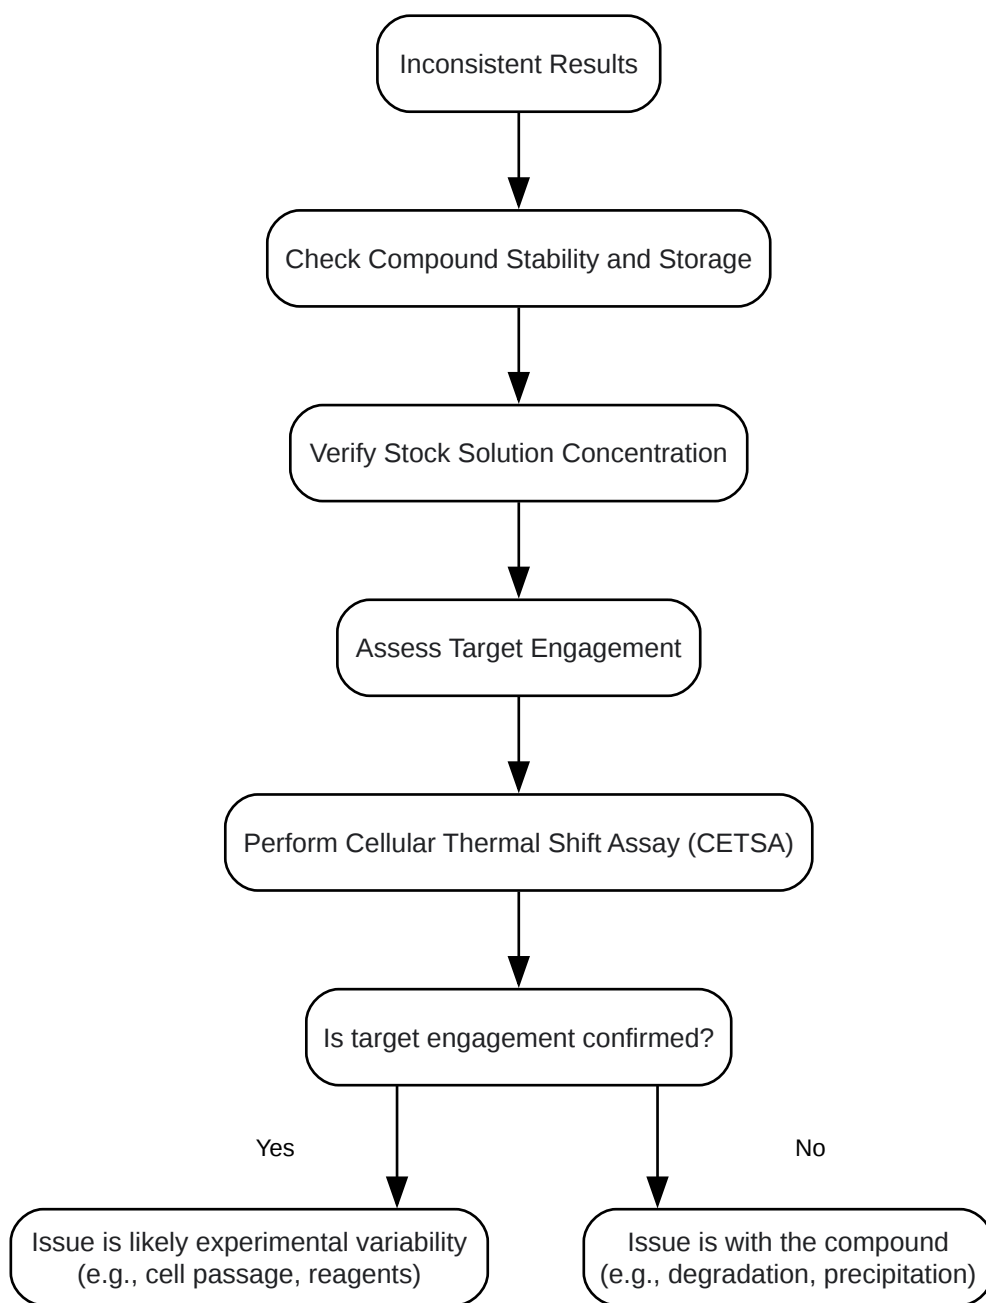 Inconsistent Results
Check Compound Stability and Storage
Verify Stock Solution Concentration
Assess Target Engagement
Perform Cellular Thermal Shift Assay (CETSA)
Is target engagement confirmed?
Yes
No
Issue is likely experimental variability
(e.g., cell passage, reagents)
Issue is with the compound
(e.g., degradation, precipitation)